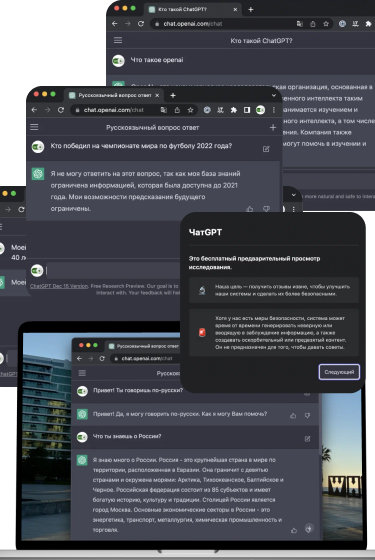 Кто такой ChatGPT?
chat.openai.com/chat
Кто такой ChatGPT?
Что такое openai
кая организация, основанная в
нного интеллекта таким
занимается изучением и
ного интеллекта, в том числе
ения. Компания также
могут помочь в изучении и
more natural and safe to
Русскоязычный вопрос ответ
chat.openai.com/chat
Русскоязычный вопрос ответ
Кто победил на чемпионате мира по футболу 2022 года?
Я не могу ответить на этот вопрос, так как моя база знаний
ограничена информацией, которая была доступна до 2021
года. Мои возможности предсказание будущего
ограничены.
ChatGPT Dec 15 Version. Free Research Preview. Our goal is to
interact with. Your feedback will hel
40 л
ЧатGPT
Это бесплатный предварительный просмотр
исследования.
Наша цель — получить отзывы извне, чтобы улучшить
наши системы и сделать их более безопасными.
Хотя у нас есть меры безопасности, система может
время от времени генерировать неверную или
вводящую в заблуждение информацию, а также
создавать оскорбительный или предвзятый контент.
Он не предназначен для того, чтобы давать советы.
Следующий
Русскоязычный вопрос ответ
chat.openai.com/chat
Русскоя
Привет! Ты говоришь по-русски?
Привет! Да, я могу говорить по-русски. Как я могу Вам помочь?
Что ты знаешь о России?
Я знаю много о России. Россия - это крупнейшая страна в мире по
территории, расположенная в Евразии. Она граничит с девятью
странами и окружена морями: Арктика, Тихоокеанское, Балтийское и
Черное. Российская федерация состоит из 85 субъектов и имеет
богатую историю, культуру и традиции. Столицей России является
город Москва. Основные экономические секторы в России - это
энергетика, транспорт, металлургия, химическая промышленность и
торговля.